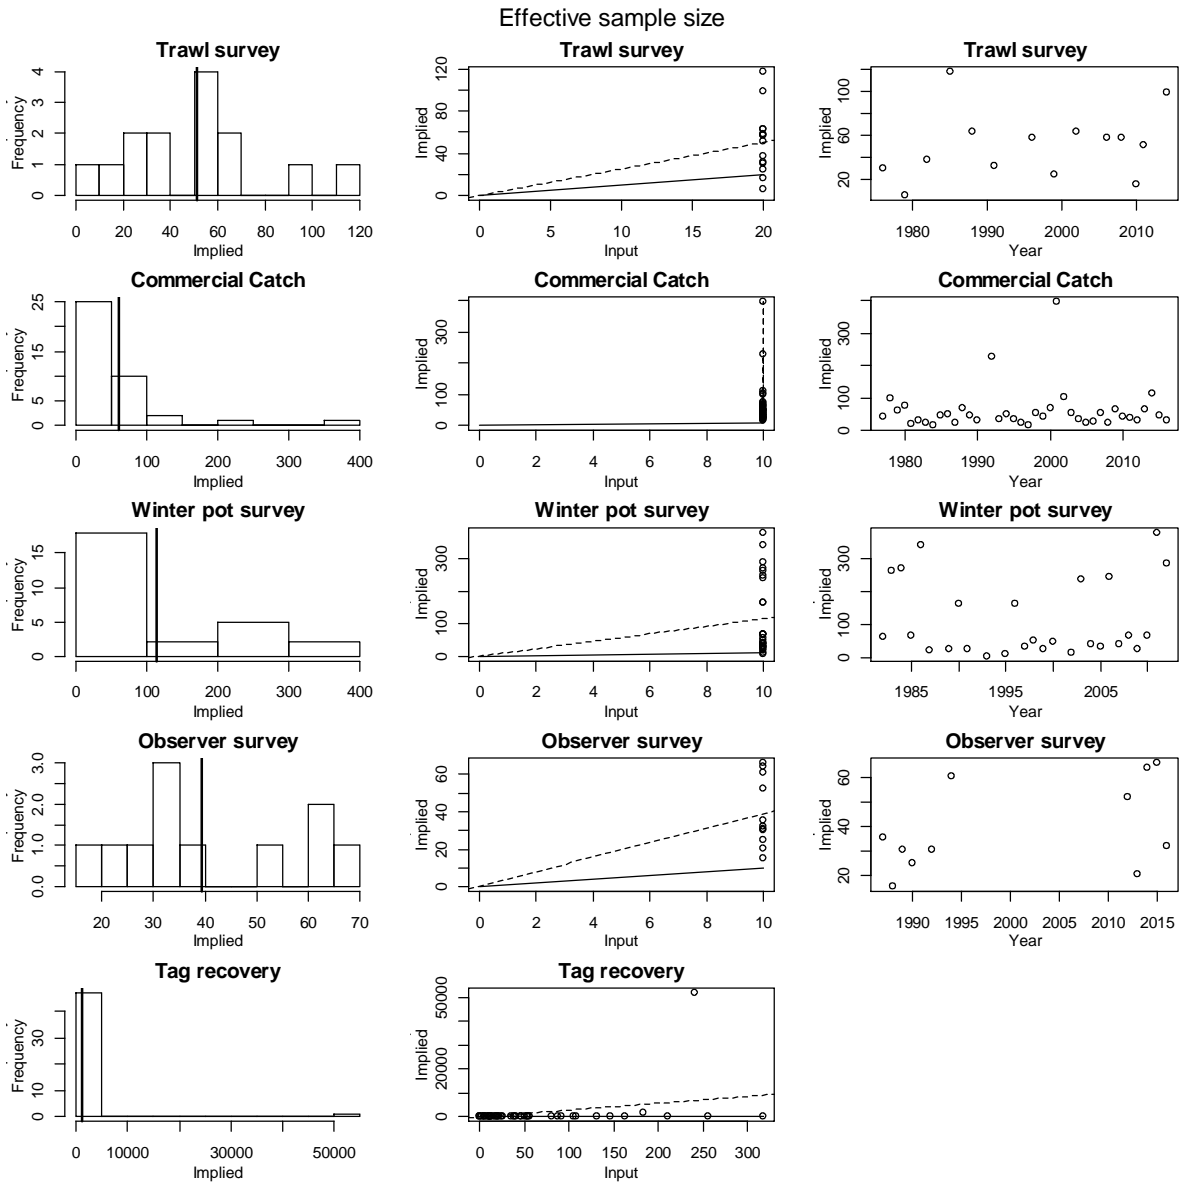 Effective sample size
Trawl survey
Frequency
0 1 2 3 4
0 20 40 60 80 100 120
Implied
Trawl survey
Implied
0 40 80 120
0 5 10 15 20
Input
Trawl survey
Implied
20 60 100
1980 1990 2000 2010
Year
Commercial Catch
Frequency
0 5 15 25
0 100 200 300 400
Implied
Commercial Catch
Implied
0 100 300
0 2 4 6 8 10
Input
Commercial Catch
Implied
0 100 300
1980 1990 2000 2010
Year
Winter pot survey
Frequency
0 5 10 15
0 100 200 300 400
Implied
Winter pot survey
Implied
0 100 300
0 2 4 6 8 10
Input
Winter pot survey
Implied
0 100 300
1985 1995 2005
Year
Observer survey
Frequency
0.0 1.0 2.0 3.0
20 30 40 50 60 70
Implied
Observer survey
Implied
0 20 40 60
0 2 4 6 8 10
Input
Observer survey
Implied
20 40 60
1990 1995 2000 2005 2010 2015
Year
Tag recovery
Frequency
0 10 30
0 10000 30000 50000
Implied
Tag recovery
Implied
0 20000 50000
0 50 100 150 200 250 300
Input